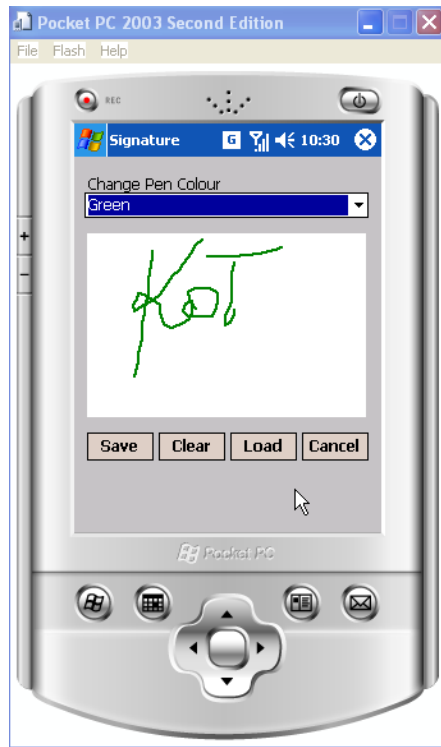 Pocket PC 2003 Second Edition
File Flash Help
REC
Signature G 10:30
Change Pen Colour
Green
KoT
Save Clear Load Cancel
Pocket PC